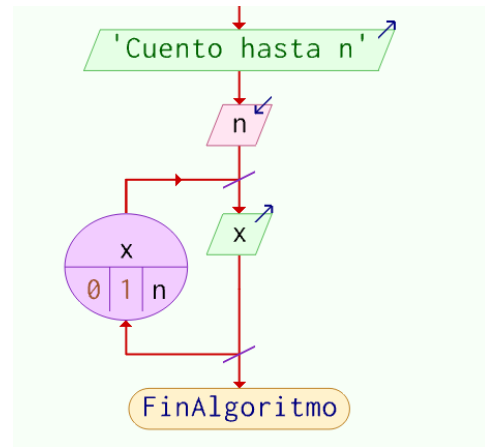 'Cuento hasta n'
n
x
x
0 1 n
FinAlgoritmo